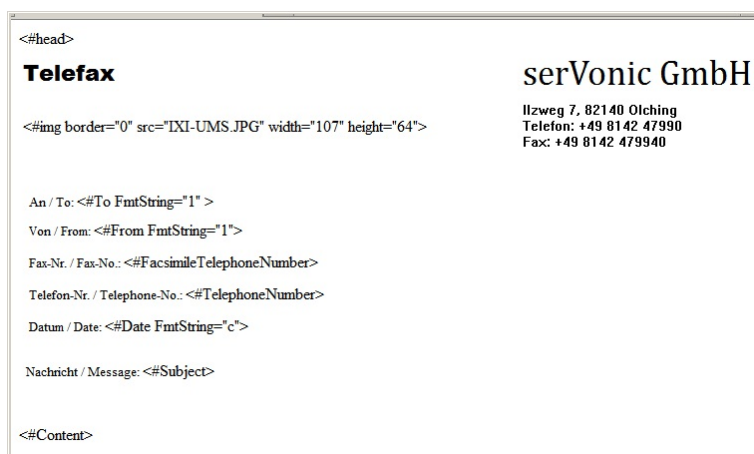 <#head>
Telefax
serVonic GmbH
Ilzweg 7, 82140 Olching
Telefon: +49 8142 47990
Fax: +49 8142 479940
<#img border="0" src="IXI-UMS.JPG" width="107" height="64">
An / To: <#To FmtString="1" >
Von / From: <#From FmtString="1">
Fax-Nr. / Fax-No.: <#FacsimileTelephoneNumber>
Telefon-Nr. / Telephone-No.: <#TelephoneNumber>
Datum / Date: <#Date FmtString="c">
Nachricht / Message: <#Subject>
<#Content>